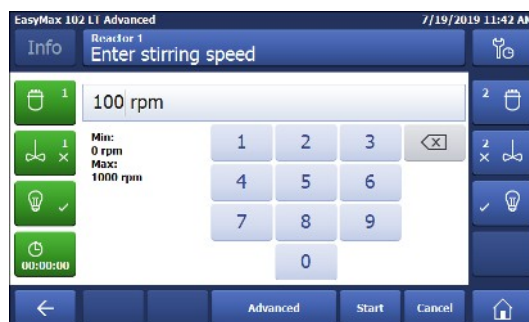 EasyMax 102 LT Advanced 7/19/2019 11:42 AM
Info
Reactor 1
Enter stirring speed
1
2
100 rpm
1
2
Min:
0 rpm
Max:
1000 rpm
1 2 3
4 5 6
7 8 9
0
00:00:00
Advanced Start Cancel